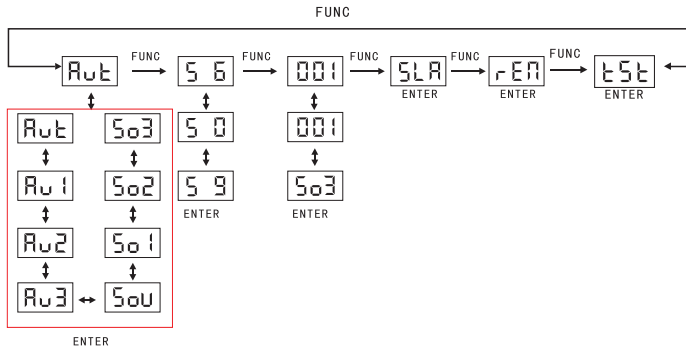 FUNC
Aut FUNC S 6 FUNC 001 FUNC SLA FUNC rEM FUNC tSt
ENTER ENTER ENTER
Aut So3 S 0 001
Au1 So2 S 9 So3
ENTER ENTER
Au2 So1
Au3 SoU
ENTER